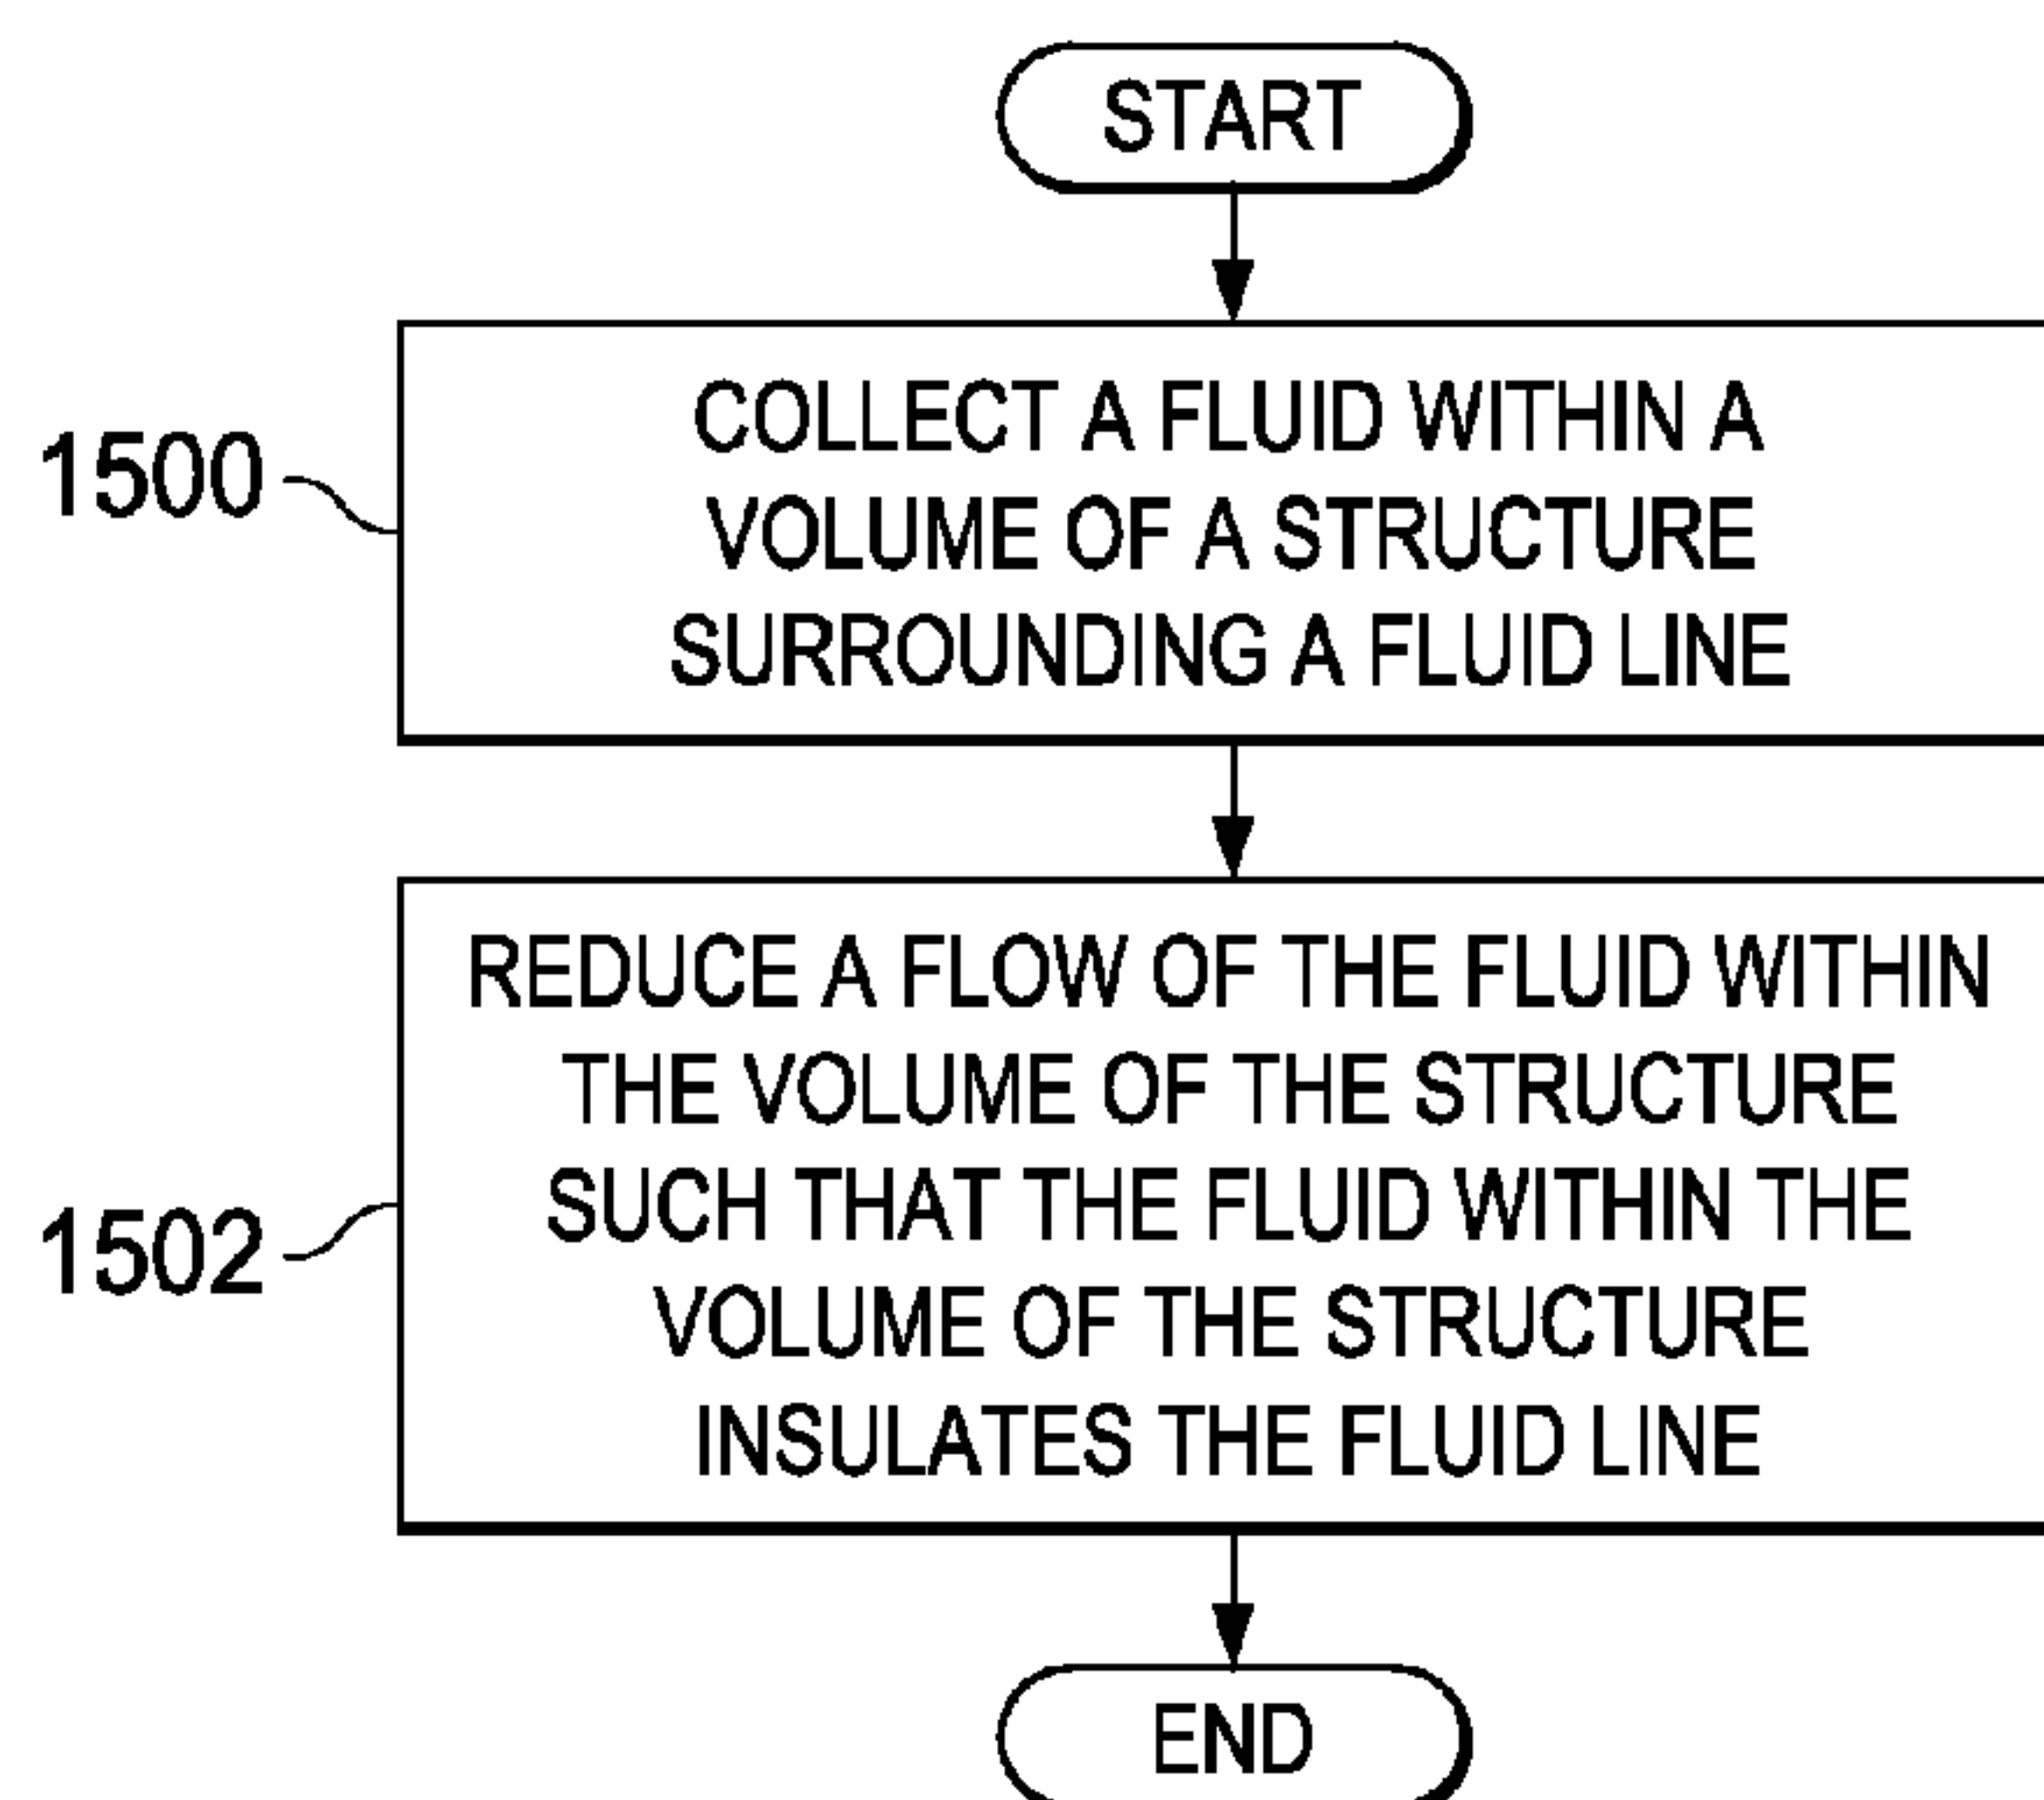 START
COLLECT A FLUID WITHIN A
VOLUME OF A STRUCTURE
SURROUNDING A FLUID LINE
1500
REDUCE A FLOW OF THE FLUID WITHIN
THE VOLUME OF THE STRUCTURE
SUCH THAT THE FLUID WITHIN THE
VOLUME OF THE STRUCTURE
INSULATES THE FLUID LINE
1502
END